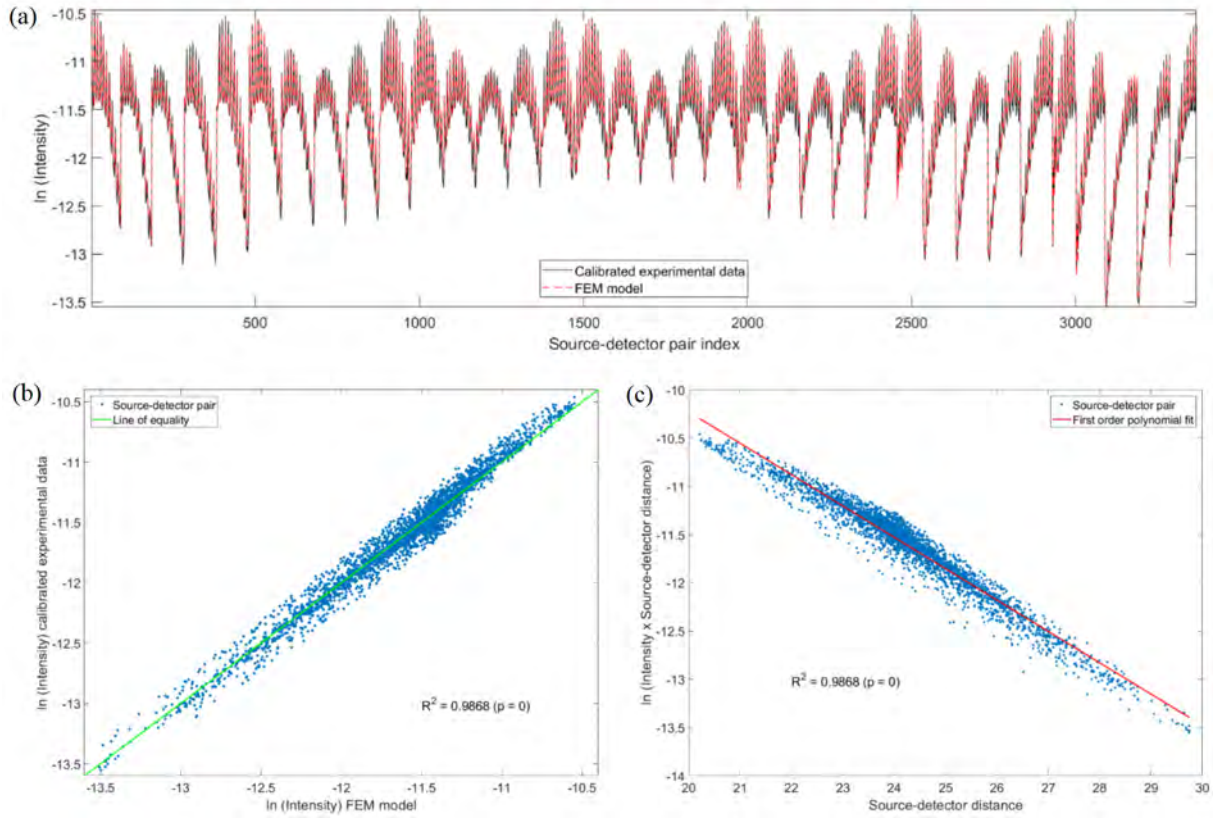 (a)
-10.5
-11
-11.5
-12
-12.5
-13
-13.5
ln (Intensity)
Calibrated experimental data
FEM model
500
1000
1500
2000
2500
3000
Source-detector pair index
(b)
-10.5
-11
-11.5
-12
-12.5
-13
-13.5
ln (Intensity) calibrated experimental data
Source-detector pair
Line of equality
R² = 0.9868 (p = 0)
-13.5
-13
-12.5
-12
-11.5
-11
-10.5
ln (Intensity) FEM model
(c)
-10
-10.5
-11
-11.5
-12
-12.5
-13
-13.5
-14
ln (Intensity x Source-detector distance)
Source-detector pair
First order polynomial fit
R² = 0.9868 (p = 0)
20
21
22
23
24
25
26
27
28
29
30
Source-detector distance